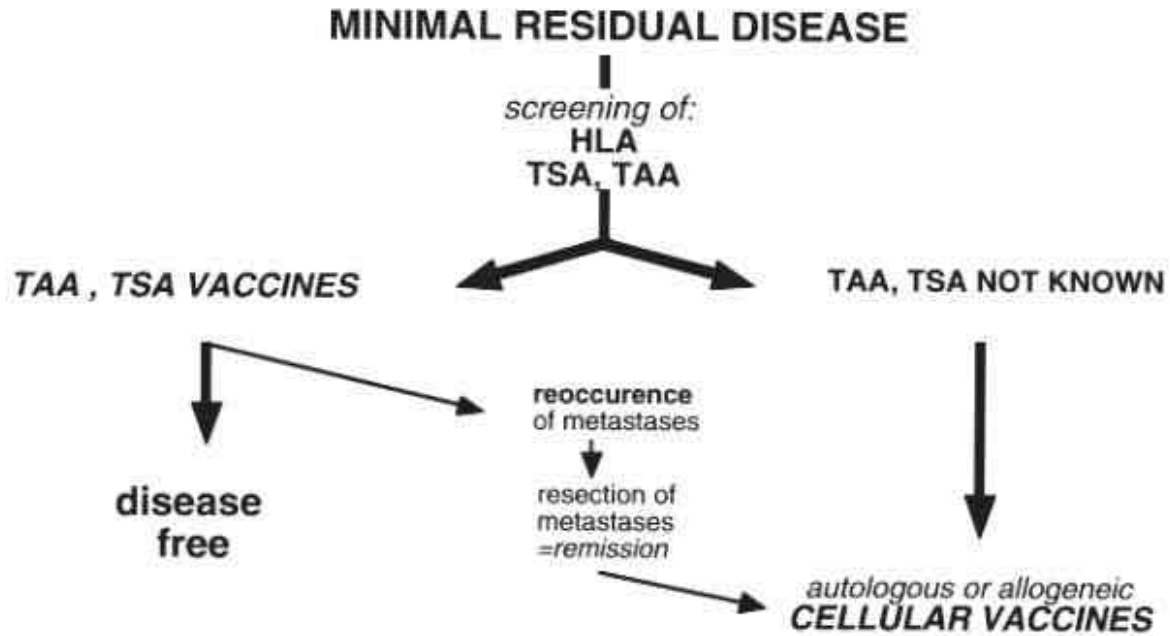 MINIMAL RESIDUAL DISEASE
screening of:
HLA
TSA, TAA
TAA , TSA VACCINES
TAA, TSA NOT KNOWN
reoccurence
of metastases
disease
free
resection of
metastases
=remission
autologous or allogeneic
CELLULAR VACCINES